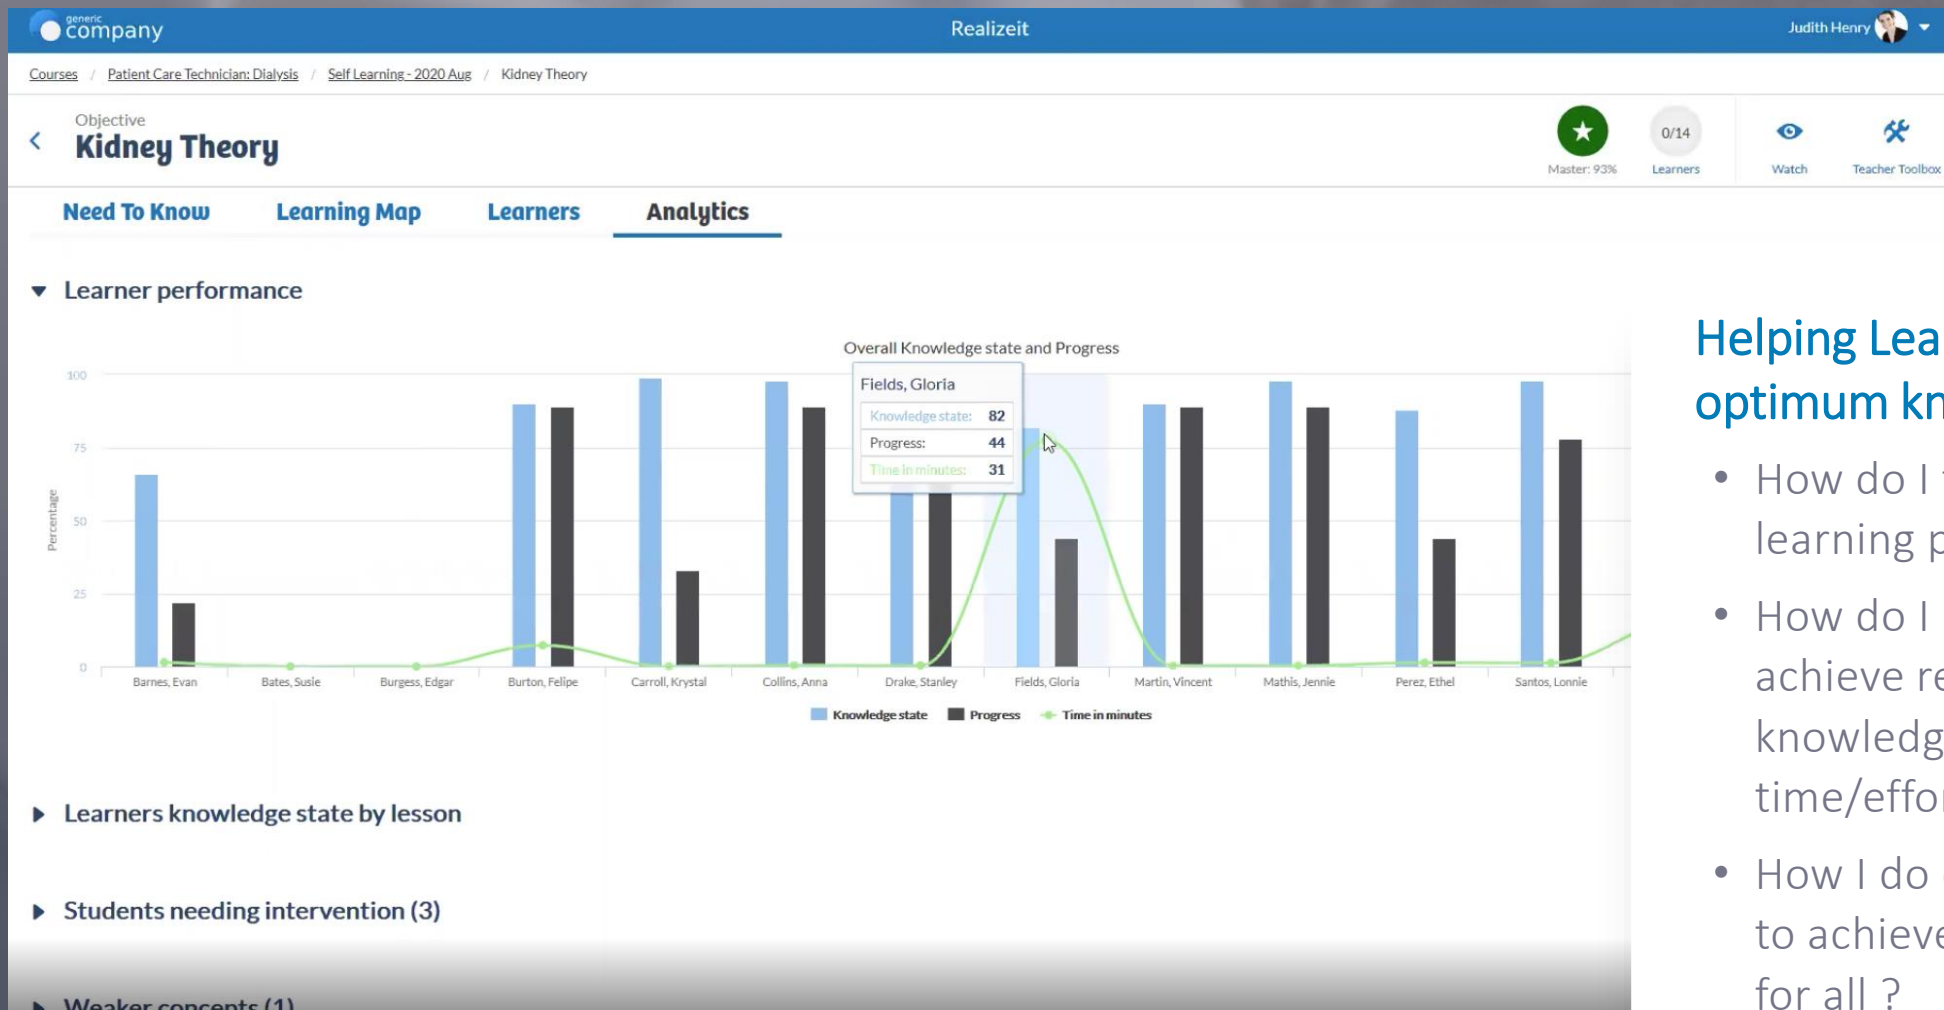 generic
company
Realizeit
Judith Henry
Courses / Patient Care Technician: Dialysis / Self Learning - 2020 Aug / Kidney Theory
Objective
Kidney Theory
0/14
Master: 93%
Learners
Watch
Teacher Toolbox
Need To Know
Learning Map
Learners
Analytics
Learner performance
Overall Knowledge state and Progress
Fields, Gloria
Knowledge state: 82
Progress: 44
Time in minutes: 31
100
75
50
25
0
Percentage
Barnes, Evan
Bates, Susie
Burgess, Edgar
Burton, Felipe
Carroll, Krystal
Collins, Anna
Drake, Stanley
Fields, Gloria
Martin, Vincent
Mathis, Jennie
Perez, Ethel
Santos, Lonnie
Knowledge state
Progress
Time in minutes
Learners knowledge state by lesson
Students needing intervention (3)
Weaker concepts (1)
Helping Lea
optimum kn
• How do I
learning p
• How do I
achieve re
knowledg
time/effor
• How I do
to achieve
for all ?